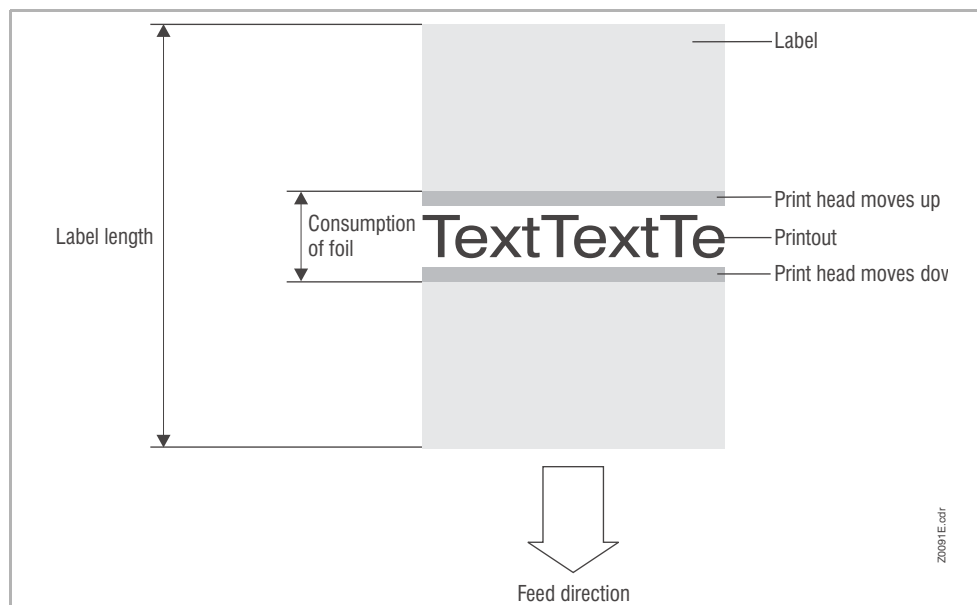 Label
Print head moves up
Label length
Consumption
of foil
TextTextTe
Printout
Print head moves dov
Feed direction
Z0091E.cdr